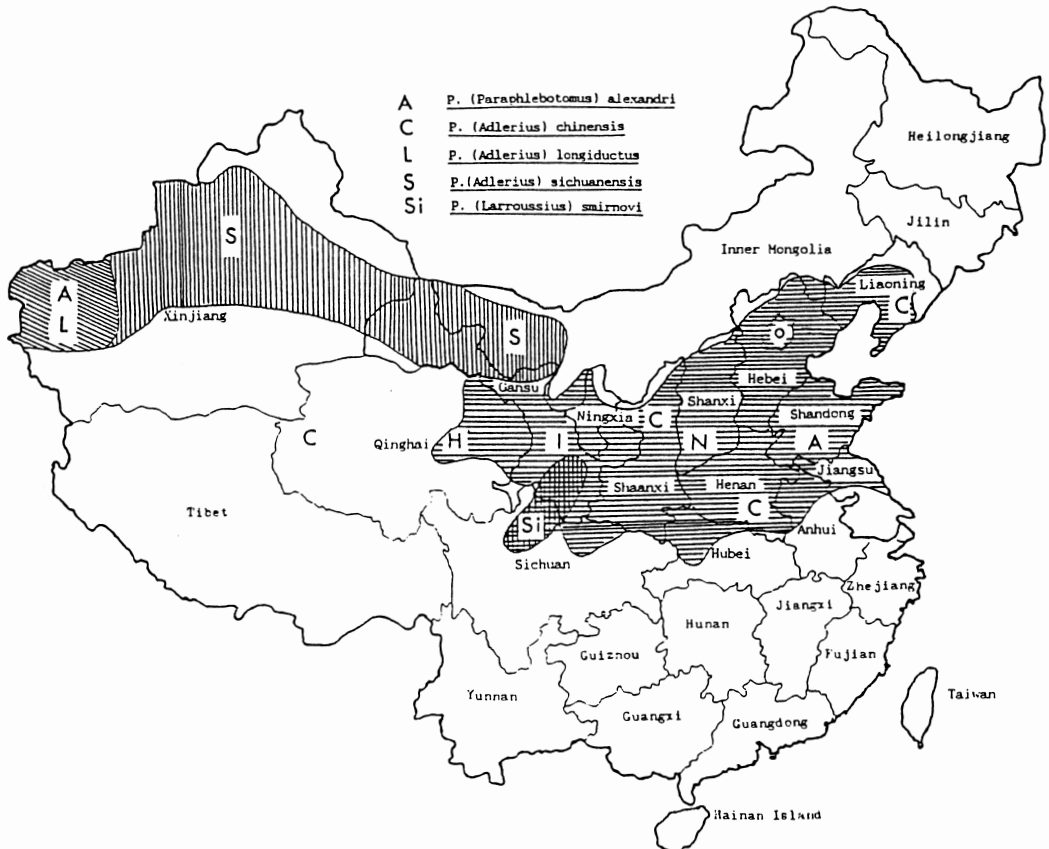 A P. (Paraphlebotomus) alexandri
C P. (Adlerius) chinensis
L P. (Adlerius) longiductus
S P.(Adlerius) sichuanensis
Si P. (Larroussius) smirnovi
Heilongjiang
Jilin
Inner Mongolia
Liaoning
C
S
A
L
Xinjiang
S
O
Hebei
Gansu
Shanxi
Ningxia
C
Shandong
C
Qinghai
H
I
N
A
Jiangsu
Shaanxi
Henan
C
Tibet
Si
Anhui
Sichuan
Hubei
Zhejiang
Jiangxi
Hunan
Guiznou
Fujian
Yunnan
Taiwan
Guangxi
Guangdong
Hainan Island